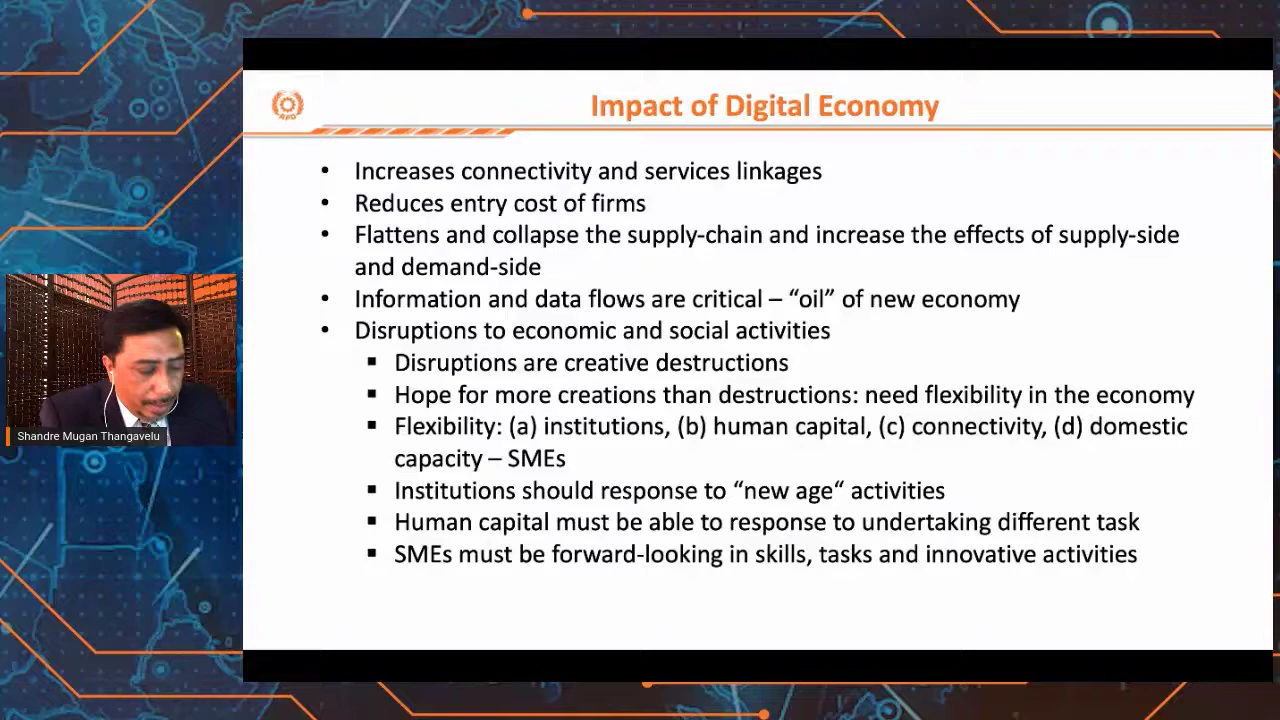 APO
Impact of Digital Economy
• Increases connectivity and services linkages
• Reduces entry cost of firms
• Flattens and collapse the supply-chain and increase the effects of supply-side
and demand-side
• Information and data flows are critical – “oil” of new economy
• Disruptions to economic and social activities
▪ Disruptions are creative destructions
▪ Hope for more creations than destructions: need flexibility in the economy
▪ Flexibility: (a) institutions, (b) human capital, (c) connectivity, (d) domestic
capacity – SMEs
▪ Institutions should response to “new age“ activities
▪ Human capital must be able to response to undertaking different task
▪ SMEs must be forward-looking in skills, tasks and innovative activities
Shandre Mugan Thangavelu